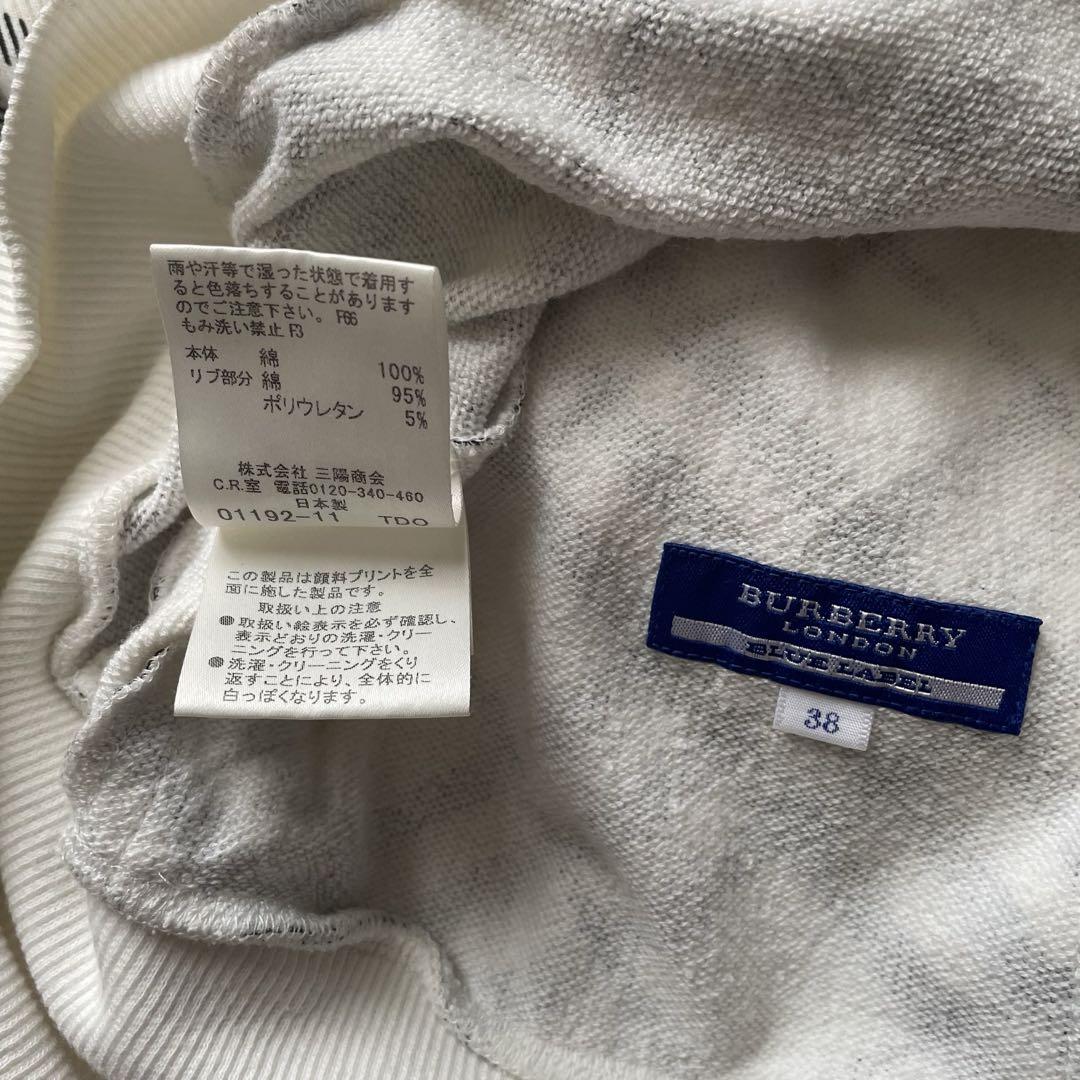 雨や汗等で湿った状態で着用す
ると色落ちすることがあります
のでご注意下さい。 F66
もみ洗い禁止 F3
本体 綿 100%
リブ部分 綿 95%
ポリウレタン 5%
株式会社 三陽商会
C.R.室 電話0120-340-460
日本製
01192-11 TDO
この製品は顔料プリントを全
面に施した製品です。
取扱い上の注意
●取扱い絵表示を必ず確認し、
表示どおりの洗濯・クリー
ニングを行って下さい。
●洗濯・クリーニングをくり
返すことにより、全体的に
白っぽくなります。
BURBERRY
LONDON
BLUE LABEL
38